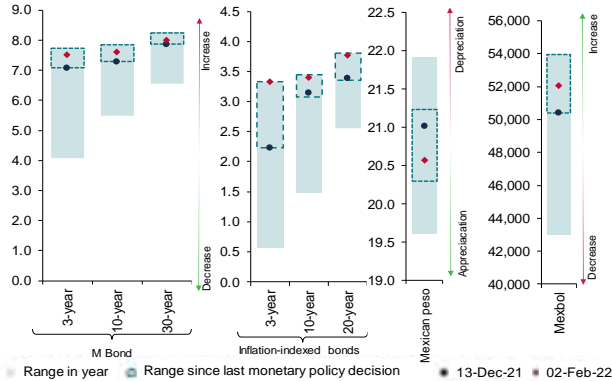 9.0
8.0
7.0
6.0
5.0
4.0
3.0
2.0
1.0
0.0
3-year
10-year
30-year
M Bond
Increase
Decrease
4.0
3.5
3.0
2.5
2.0
1.5
1.0
0.5
0.0
3-year
10-year
20-year
Inflation-indexed bonds
23.0
22.5
22.0
21.5
21.0
20.5
20.0
19.5
19.0
Mexican peso
Depreciation
Appreciacation
56,000
54,000
52,000
50,000
48,000
46,000
44,000
42,000
40,000
Mexbol
Increase
Decrease
Range in year
Range since last monetary policy decision
13-Dec-21
02-Feb-22